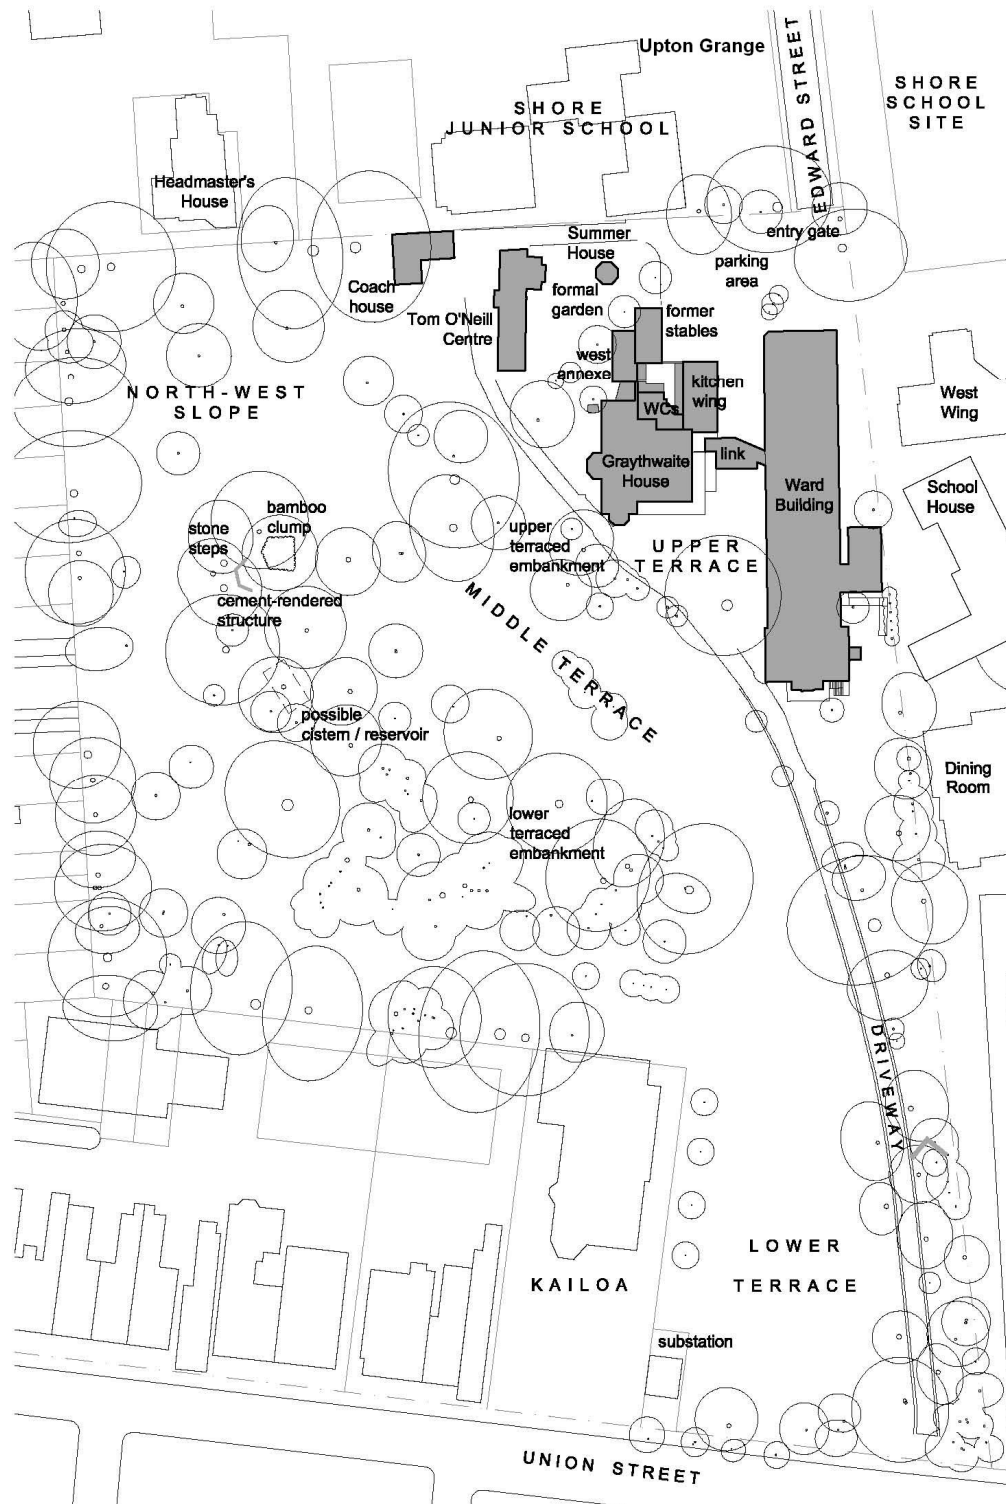 Upton Grange
EDWARD STREET
SHORE
SCHOOL
SITE
SHORE
JUNIOR SCHOOL
Headmaster's
House
entry gate
Summer
House
parking
area
Coach
house
formal
garden
former
stables
Tom O'Neill
Centre
west
annexe
kitchen
wing
NORTH-WEST
SLOPE
West
Wing
WCs
link
Graythwaite
House
Ward
Building
School
House
bamboo
clump
stone
steps
upper
terraced
embankment
UPPER
TERRACE
cement-rendered
structure
MIDDLE TERRACE
possible
cistern / reservoir
Dining
Room
lower
terraced
embankment
DRIVEWAY
LOWER
TERRACE
KAILOA
substation
UNION STREET